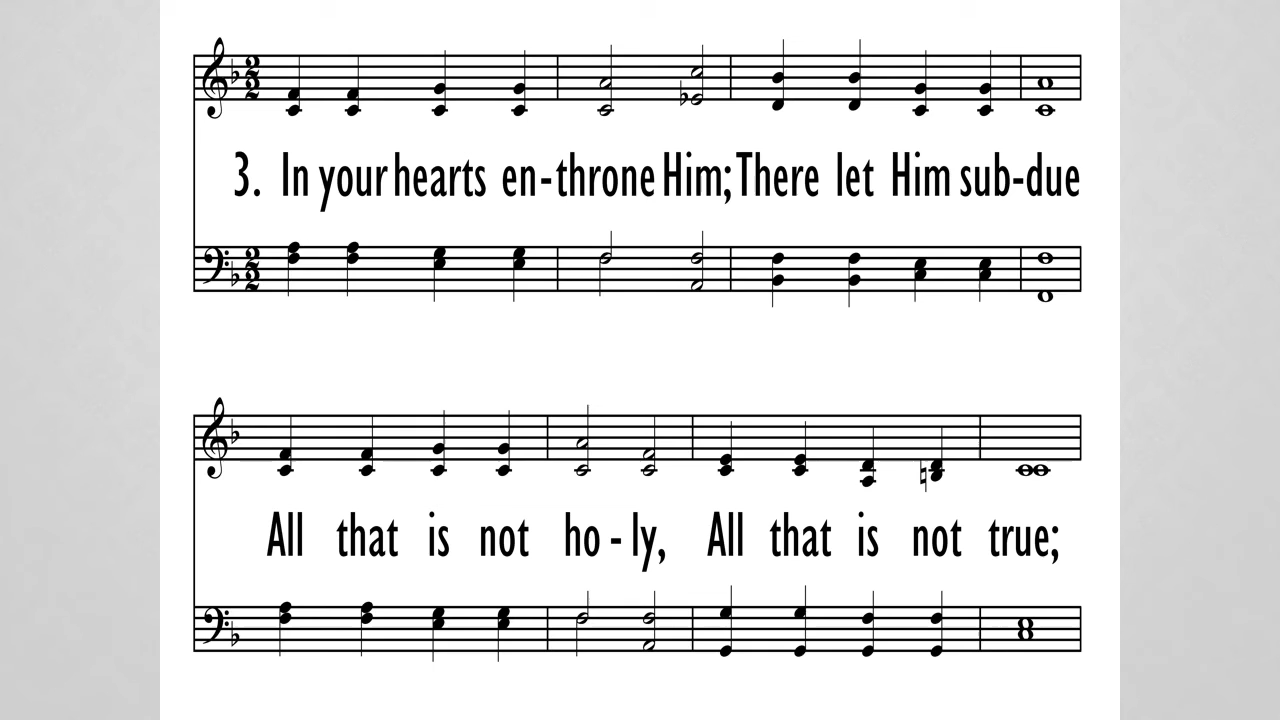 3. In your hearts en-throne Him; There let Him sub-due
All that is not ho-ly, All that is not true;